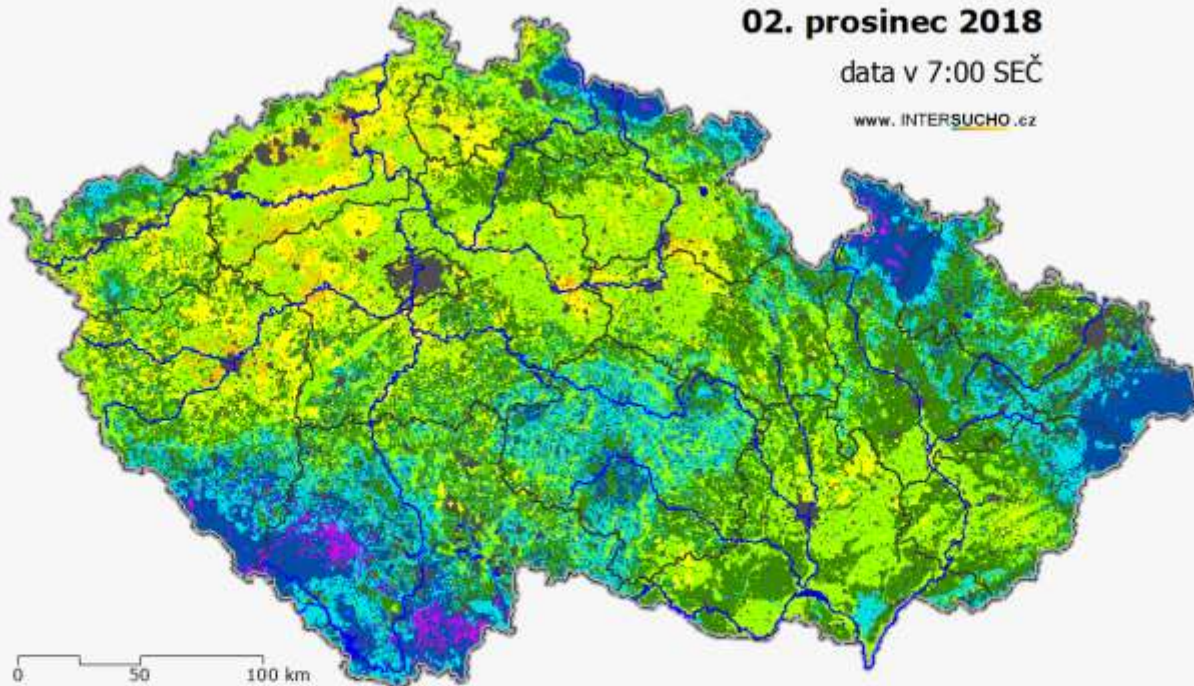 02. prosinec 2018
data v 7:00 SEČ
www. INTERSUCHO.cz
0 50 100 km